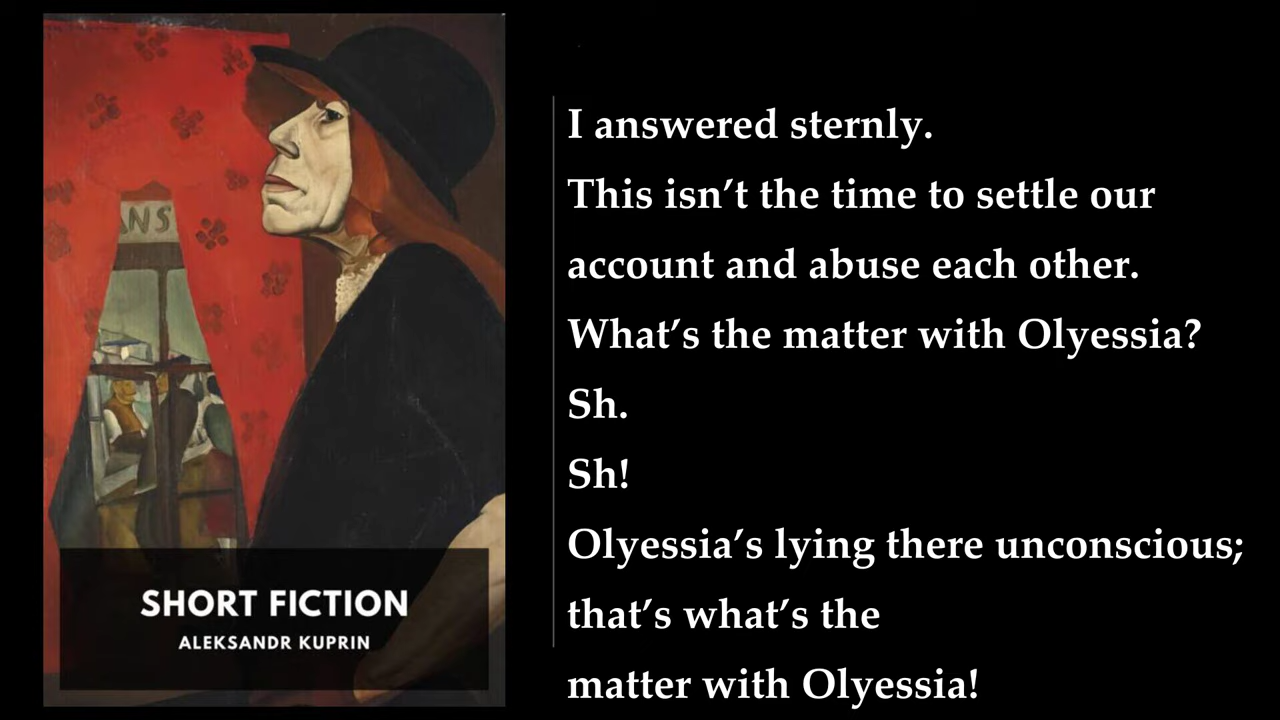 ANS
SHORT FICTION
ALEKSANDR KUPRIN
I answered sternly.
This isn’t the time to settle our
account and abuse each other.
What’s the matter with Olyessia?
Sh.
Sh!
Olyessia’s lying there unconscious;
that’s what’s the
matter with Olyessia!